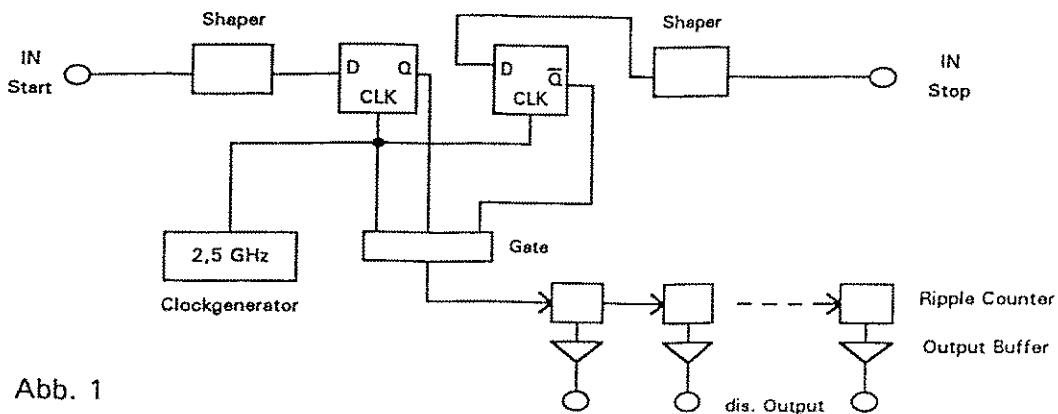 Shaper
Shaper
IN
Start
D
Q
CLK
D
Q̅
CLK
IN
Stop
2,5 GHz
Clockgenerator
Gate
Ripple Counter
Output Buffer
dis. Output
Abb. 1